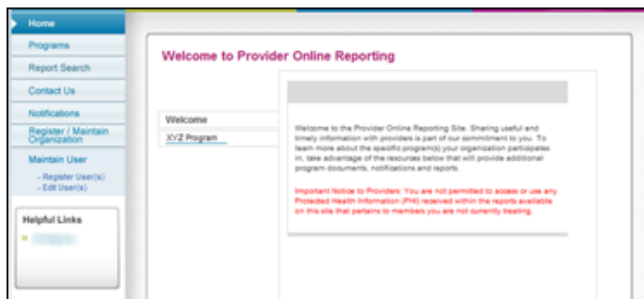 Home
Programs
Report Search
Contact Us
Notifications
Register / Maintain
Organization
Maintain User
- Register User(s)
- Edit User(s)
Helpful Links
Welcome to Provider Online Reporting
Welcome
XYZ Program
Welcome to the Provider Online Reporting Site. Sharing useful and
timely information with providers is part of our commitment to you. To
learn more about the specific program(s) your organization participates
in, take advantage of the resources below that will provide additional
program documents, notifications and reports.
Important Notice to Providers: You are not permitted to access or use any
Protected Health Information (PHI) received within the reports available
on this site that pertains to members you are not currently treating.